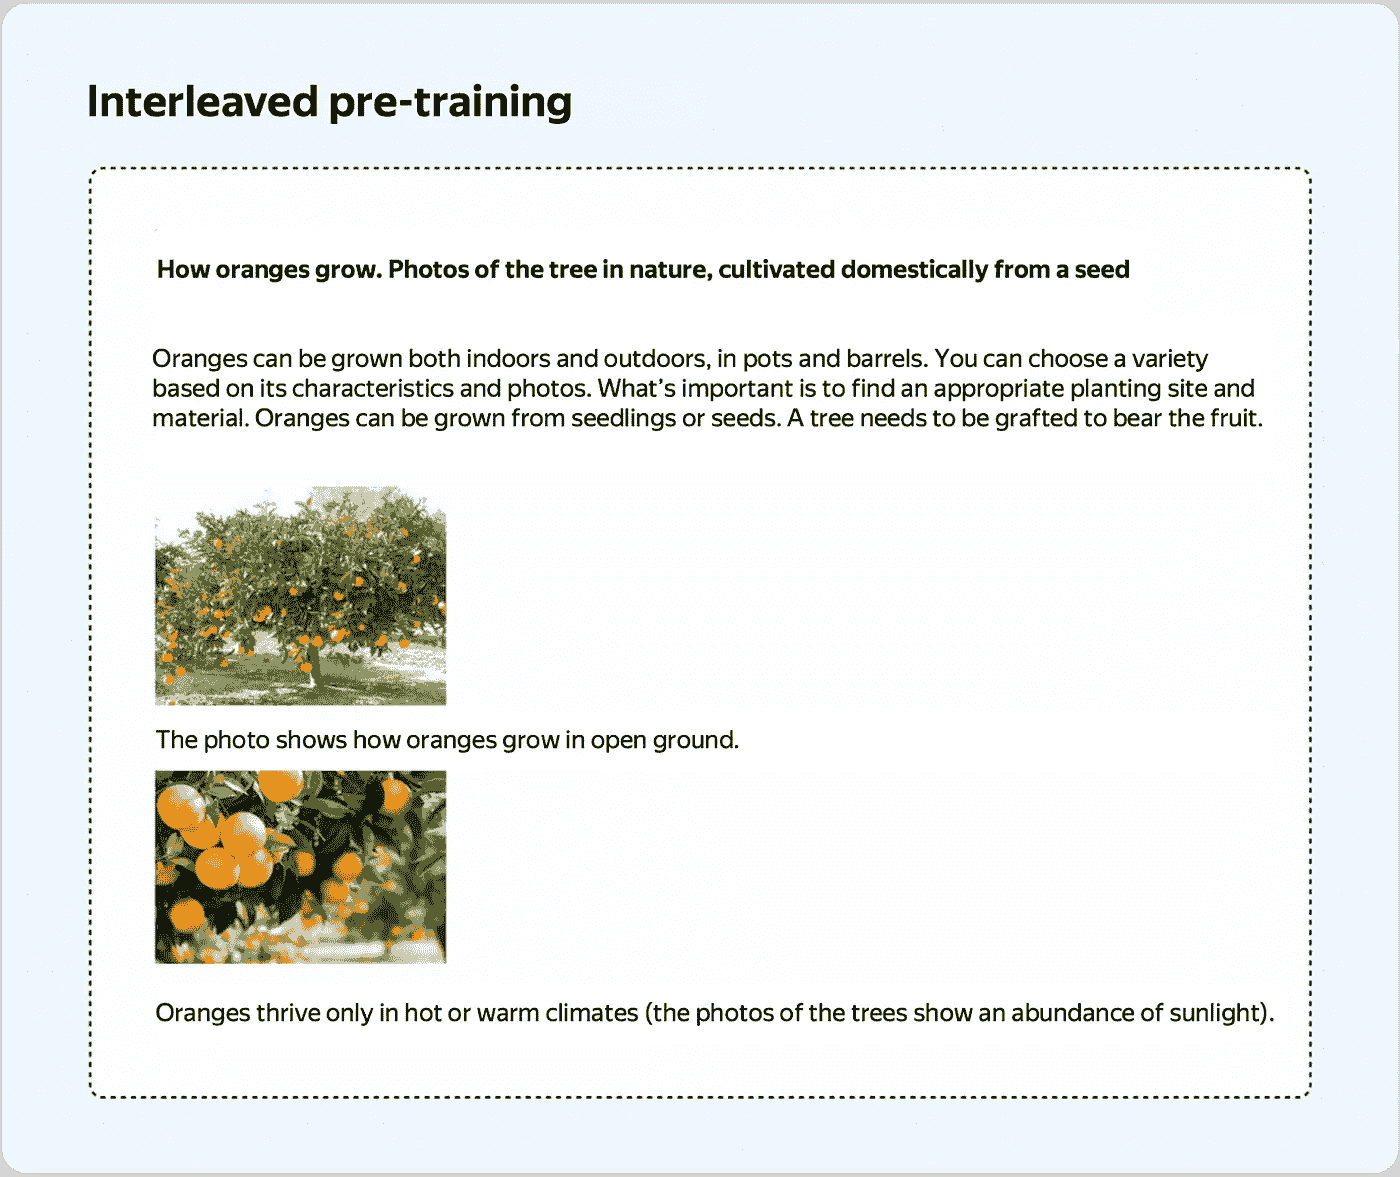 Interleaved pre-training
How oranges grow. Photos of the tree in nature, cultivated domestically from a seed
Oranges can be grown both indoors and outdoors, in pots and barrels. You can choose a variety
based on its characteristics and photos. What's important is to find an appropriate planting site and
material. Oranges can be grown from seedlings or seeds. A tree needs to be grafted to bear the fruit.
The photo shows how oranges grow in open ground.
Oranges thrive only in hot or warm climates (the photos of the trees show an abundance of sunlight).